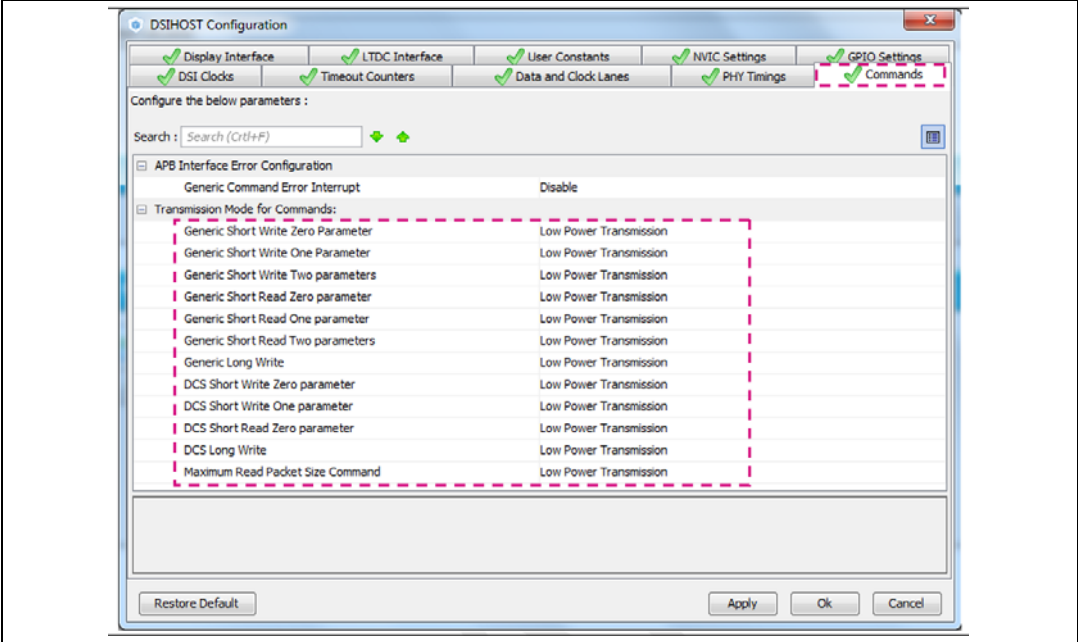 DSIHOST Configuration
Display Interface LTDC Interface User Constants NVIC Settings GPIO Settings
DSI Clocks Timeout Counters Data and Clock Lanes PHY Timings Commands
Configure the below parameters :
Search : Search (Crtl+F)
APB Interface Error Configuration
Generic Command Error Interrupt Disable
Transmission Mode for Commands:
Generic Short Write Zero Parameter Low Power Transmission
Generic Short Write One Parameter Low Power Transmission
Generic Short Write Two parameters Low Power Transmission
Generic Short Read Zero parameter Low Power Transmission
Generic Short Read One parameter Low Power Transmission
Generic Short Read Two parameters Low Power Transmission
Generic Long Write Low Power Transmission
DCS Short Write Zero parameter Low Power Transmission
DCS Short Write One parameter Low Power Transmission
DCS Short Read Zero parameter Low Power Transmission
DCS Long Write Low Power Transmission
Maximum Read Packet Size Command Low Power Transmission
Restore Default Apply Ok Cancel